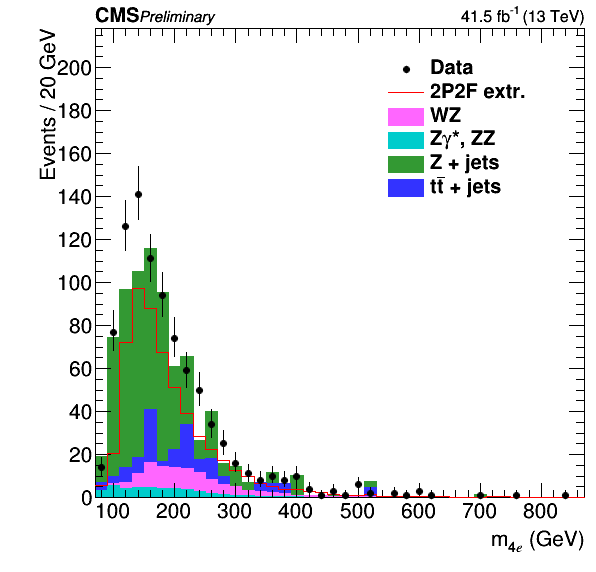 CMS Preliminary 41.5 fb⁻¹ (13 TeV)
Events / 20 GeV
200
180
160
140
120
100
80
60
40
20
0
Data
2P2F extr.
WZ
Zγ*, ZZ
Z + jets
tt̄ + jets
100 200 300 400 500 600 700 800
m₄ₑ (GeV)